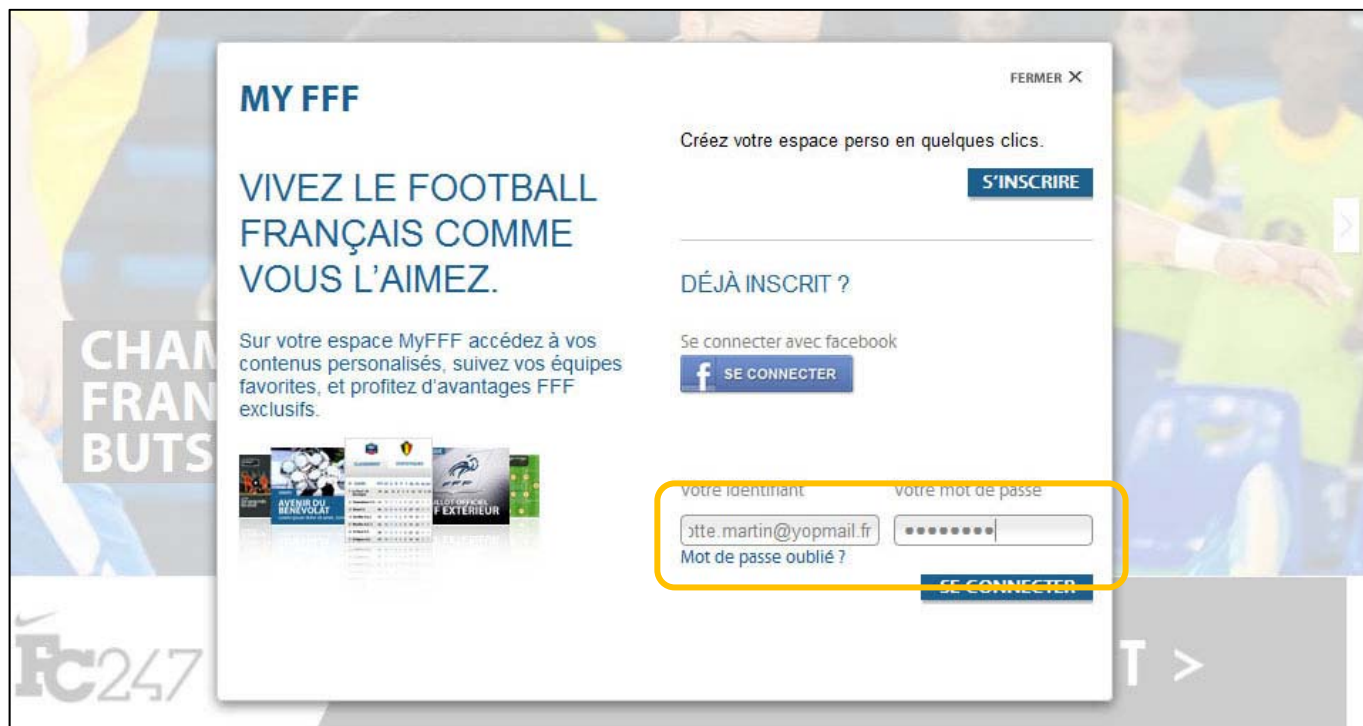 MY FFF
FERMER X
VIVEZ LE FOOTBALL
FRANÇAIS COMME
VOUS L'AIMEZ.
Sur votre espace MyFFF accédez à vos
contenus personalisés, suivez vos équipes
favorites, et profitez d'avantages FFF
exclusifs.
AVENIR DU
BÉNÉVOLAT
EXTÉRIEUR
Créez votre espace perso en quelques clics.
S'INSCRIRE
DÉJÀ INSCRIT ?
Se connecter avec facebook
f SE CONNECTER
Votre identifiant Votre mot de passe
tte.martin@yopmail.fr ••••••••
Mot de passe oublié ?
SE CONNECTER
CHAM
FRAN
BUTS
FC247
T >